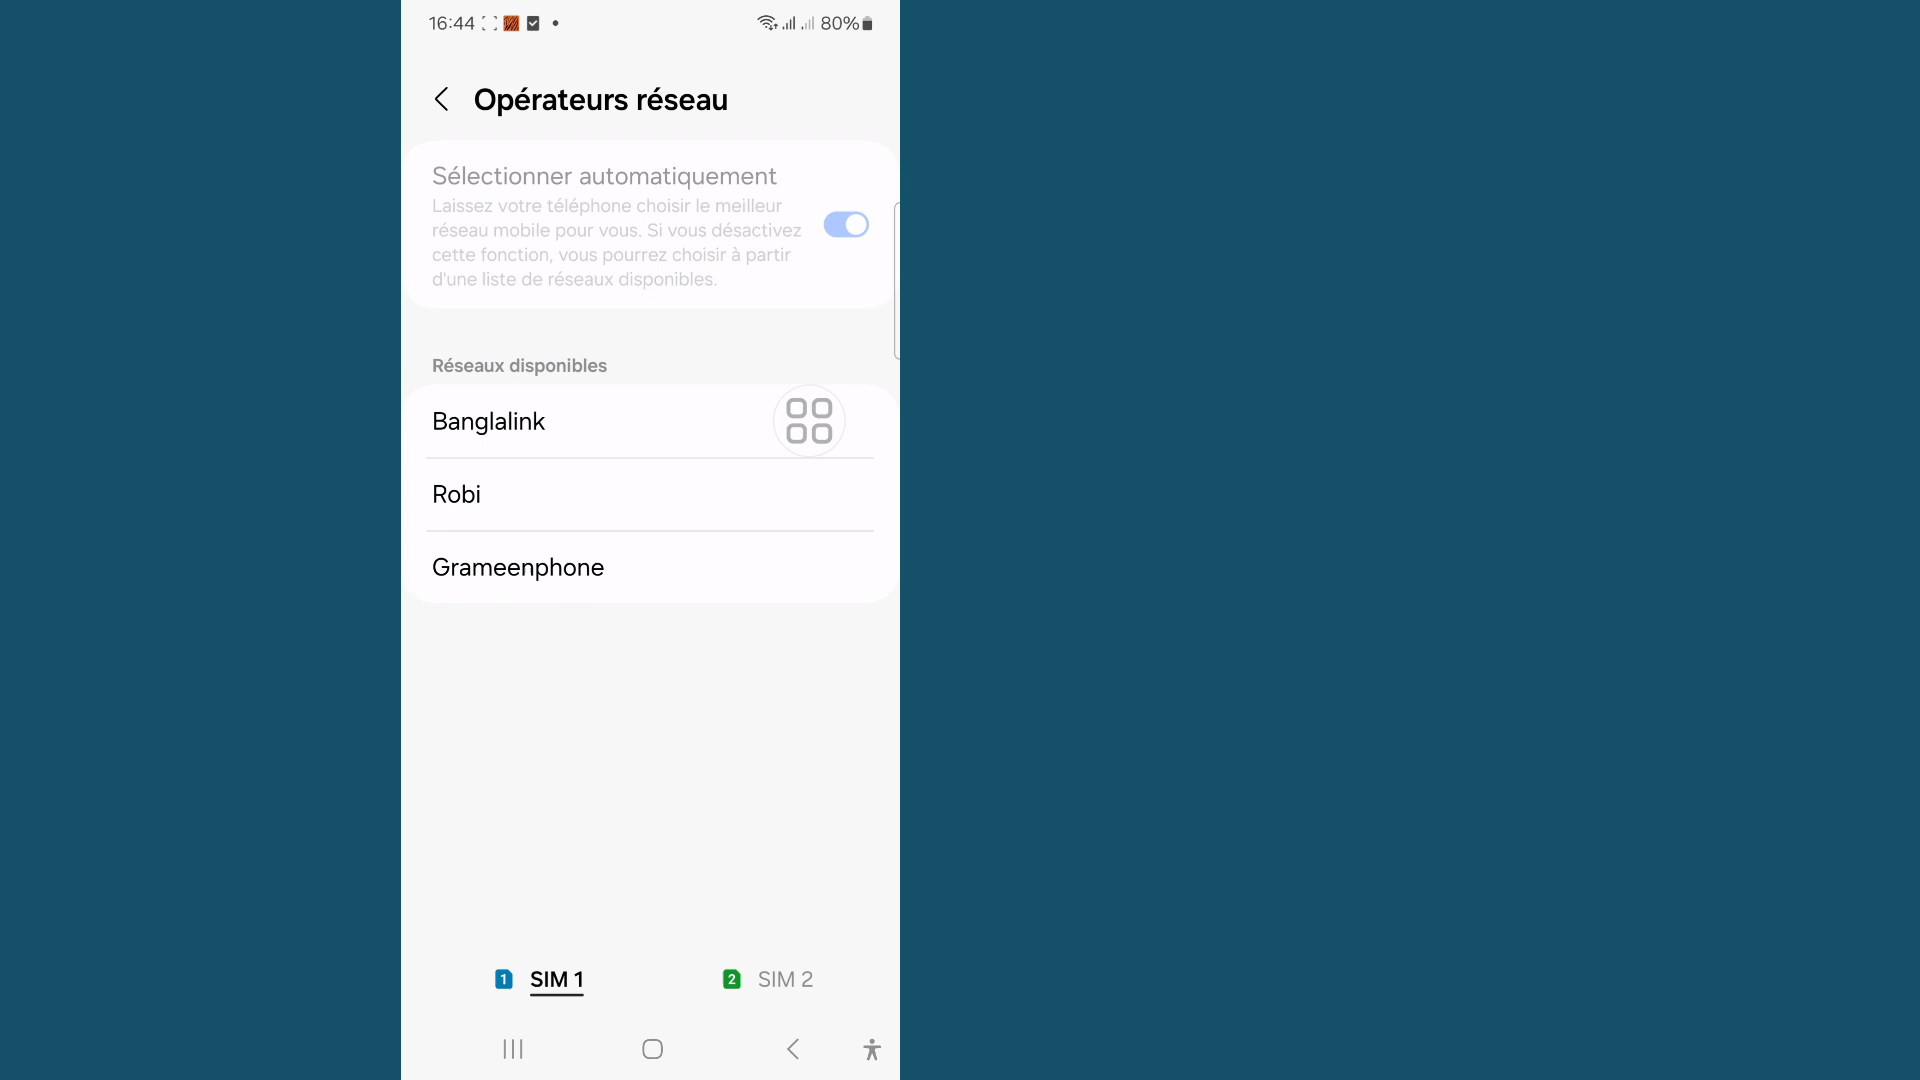 16:44
80%
Opérateurs réseau
Sélectionner automatiquement
Laissez votre téléphone choisir le meilleur
réseau mobile pour vous. Si vous désactivez
cette fonction, vous pourrez choisir à partir
d'une liste de réseaux disponibles.
Réseaux disponibles
Banglalink
Robi
Grameenphone
1 SIM 1
2 SIM 2